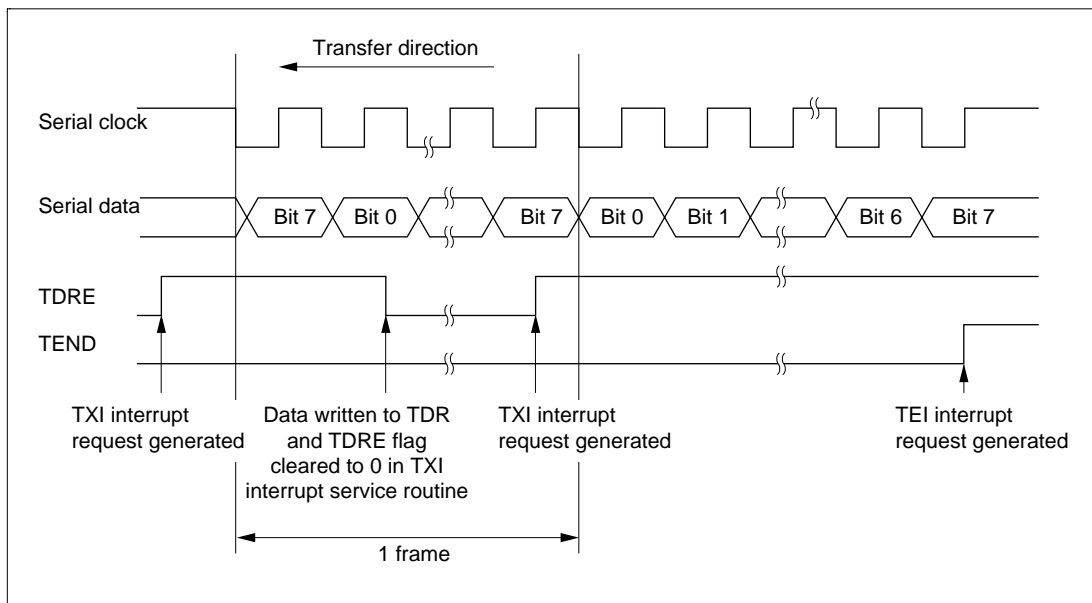 Transfer direction
Serial clock
Serial data
Bit 7
Bit 0
Bit 7
Bit 0
Bit 1
Bit 6
Bit 7
TDRE
TEND
TXI interrupt
request generated
Data written to TDR
and TDRE flag
cleared to 0 in TXI
interrupt service routine
TXI interrupt
request generated
TEI interrupt
request generated
1 frame